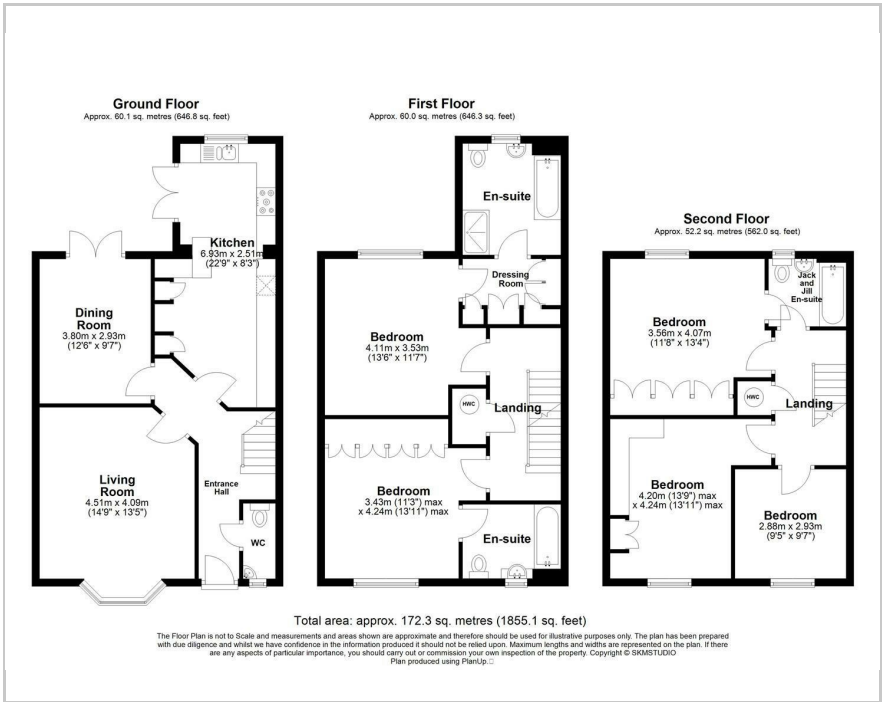 Ground Floor
Approx. 60.1 sq. metres (646.8 sq. feet)
Kitchen
6.93m x 2.51m
(22'9" x 8'3")
Dining
Room
3.80m x 2.93m
(12'6" x 9'7")
Living
Room
4.51m x 4.09m
(14'9" x 13'5")
Entrance
Hall
WC
First Floor
Approx. 60.0 sq. metres (646.3 sq. feet)
En-suite
Dressing
Room
Bedroom
4.11m x 3.53m
(13'6" x 11'7")
HWC
Landing
Bedroom
3.43m (11'3") max
x 4.24m (13'11") max
En-suite
Second Floor
Approx. 52.2 sq. metres (562.0 sq. feet)
Jack
and
Jill
En-suite
Bedroom
3.56m x 4.07m
(11'8" x 13'4")
HWC
Landing
Bedroom
4.20m (13'9") max
x 4.24m (13'11") max
Bedroom
2.88m x 2.93m
(9'5" x 9'7")
Total area: approx. 172.3 sq. metres (1855.1 sq. feet)
The Floor Plan is not to Scale and measurements and areas shown are approximate and therefore should be used for illustrative purposes only. The plan has been prepared
with due diligence and whilst we have confidence in the information produced it should not be relied upon. Maximum lengths and widths are represented on the plan. If there
are any aspects of particular importance, you should carry out or commission your own inspection of the property. Copyright © SKMSTUDIO
Plan produced using PlanUp.